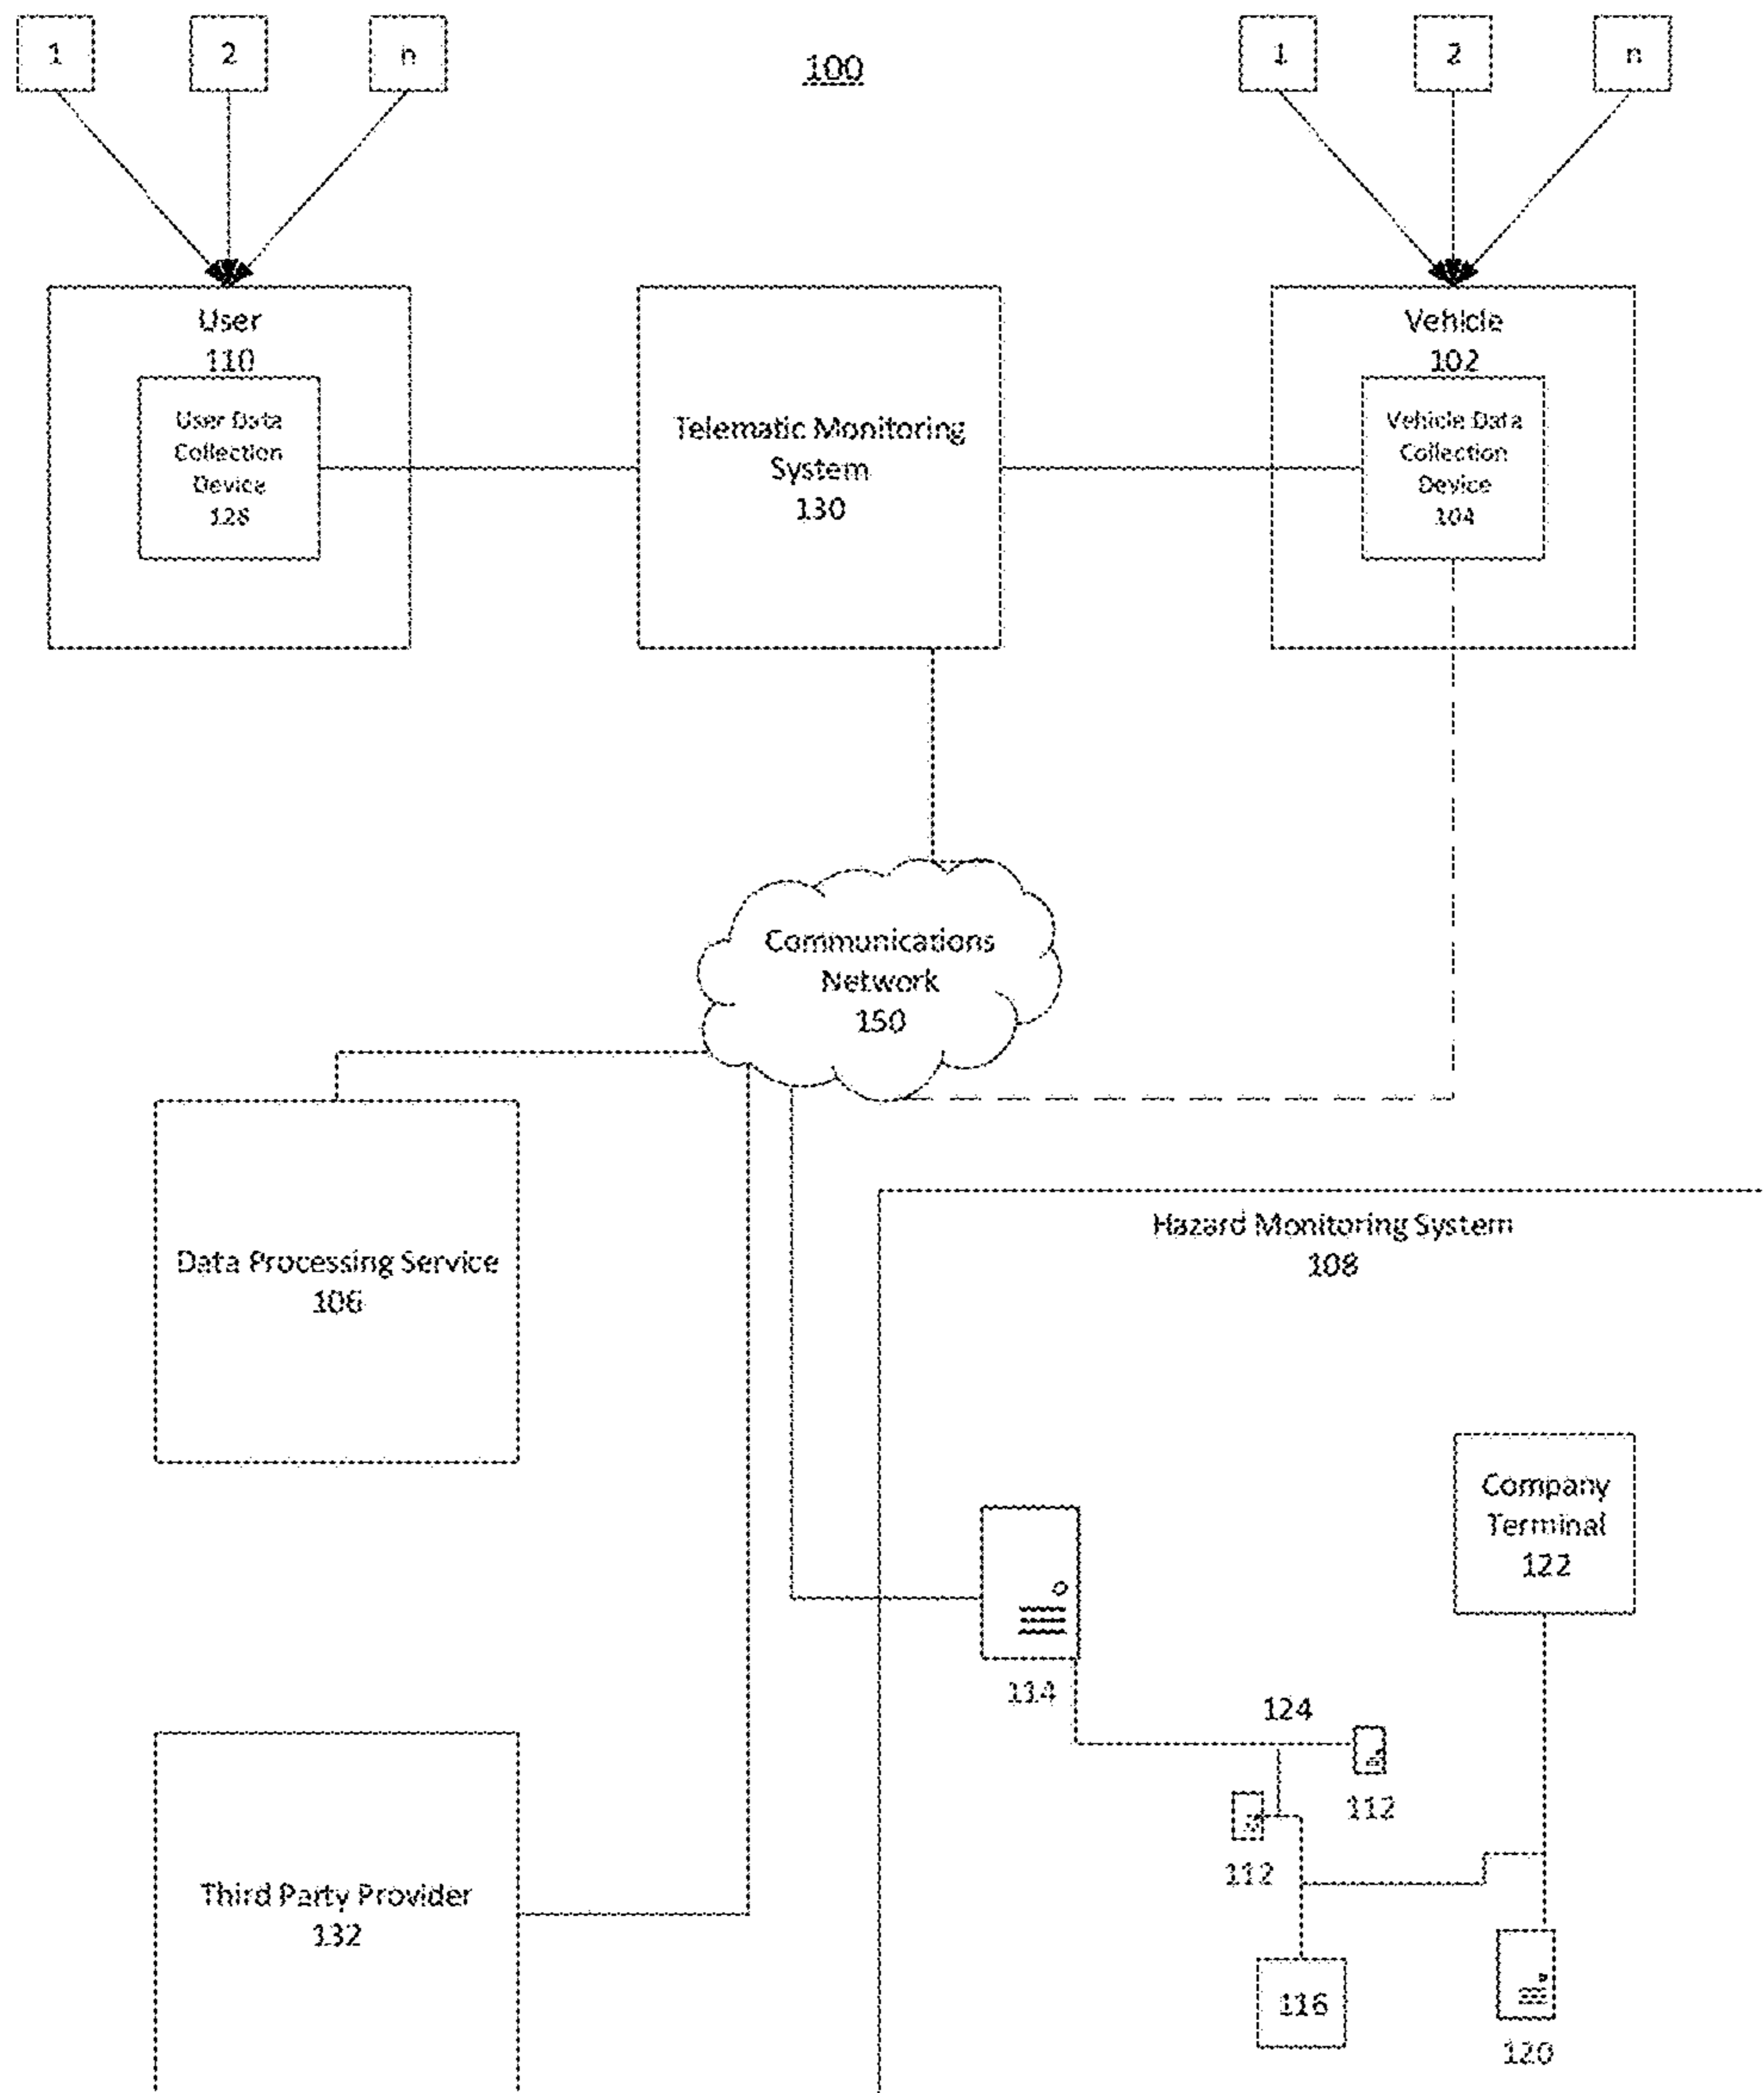 1
2
n
100
1
2
n
User
110
User Data
Collection
Device
128
Telematic Monitoring
System
130
Vehicle
102
Vehicle Data
Collection
Device
104
Communications
Network
150
Data Processing Service
106
Hazard Monitoring System
108
Company
Terminal
122
114
124
112
112
Third Party Provider
132
116
120